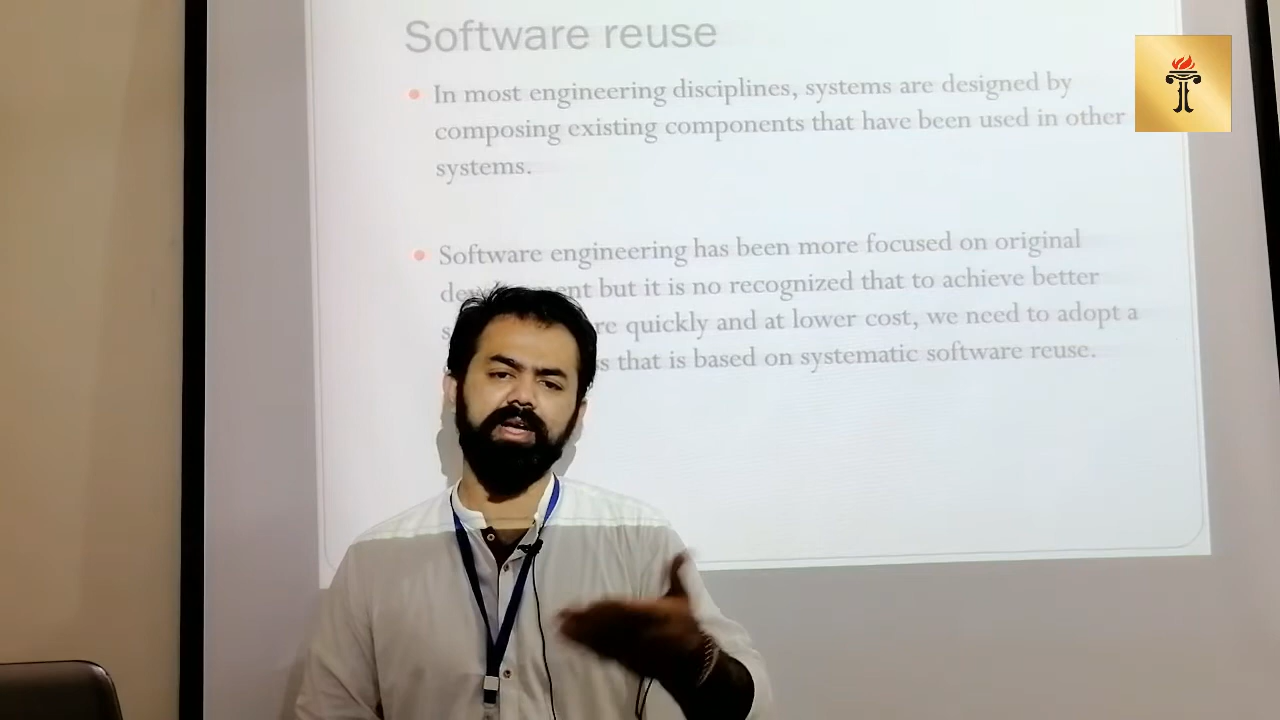 Software reuse
In most engineering disciplines, systems are designed by
composing existing components that have been used in other
systems.
Software engineering has been more focused on original
but it is no recognized that to achieve better
quickly and at lower cost, we need to adopt a
that is based on systematic software reuse.